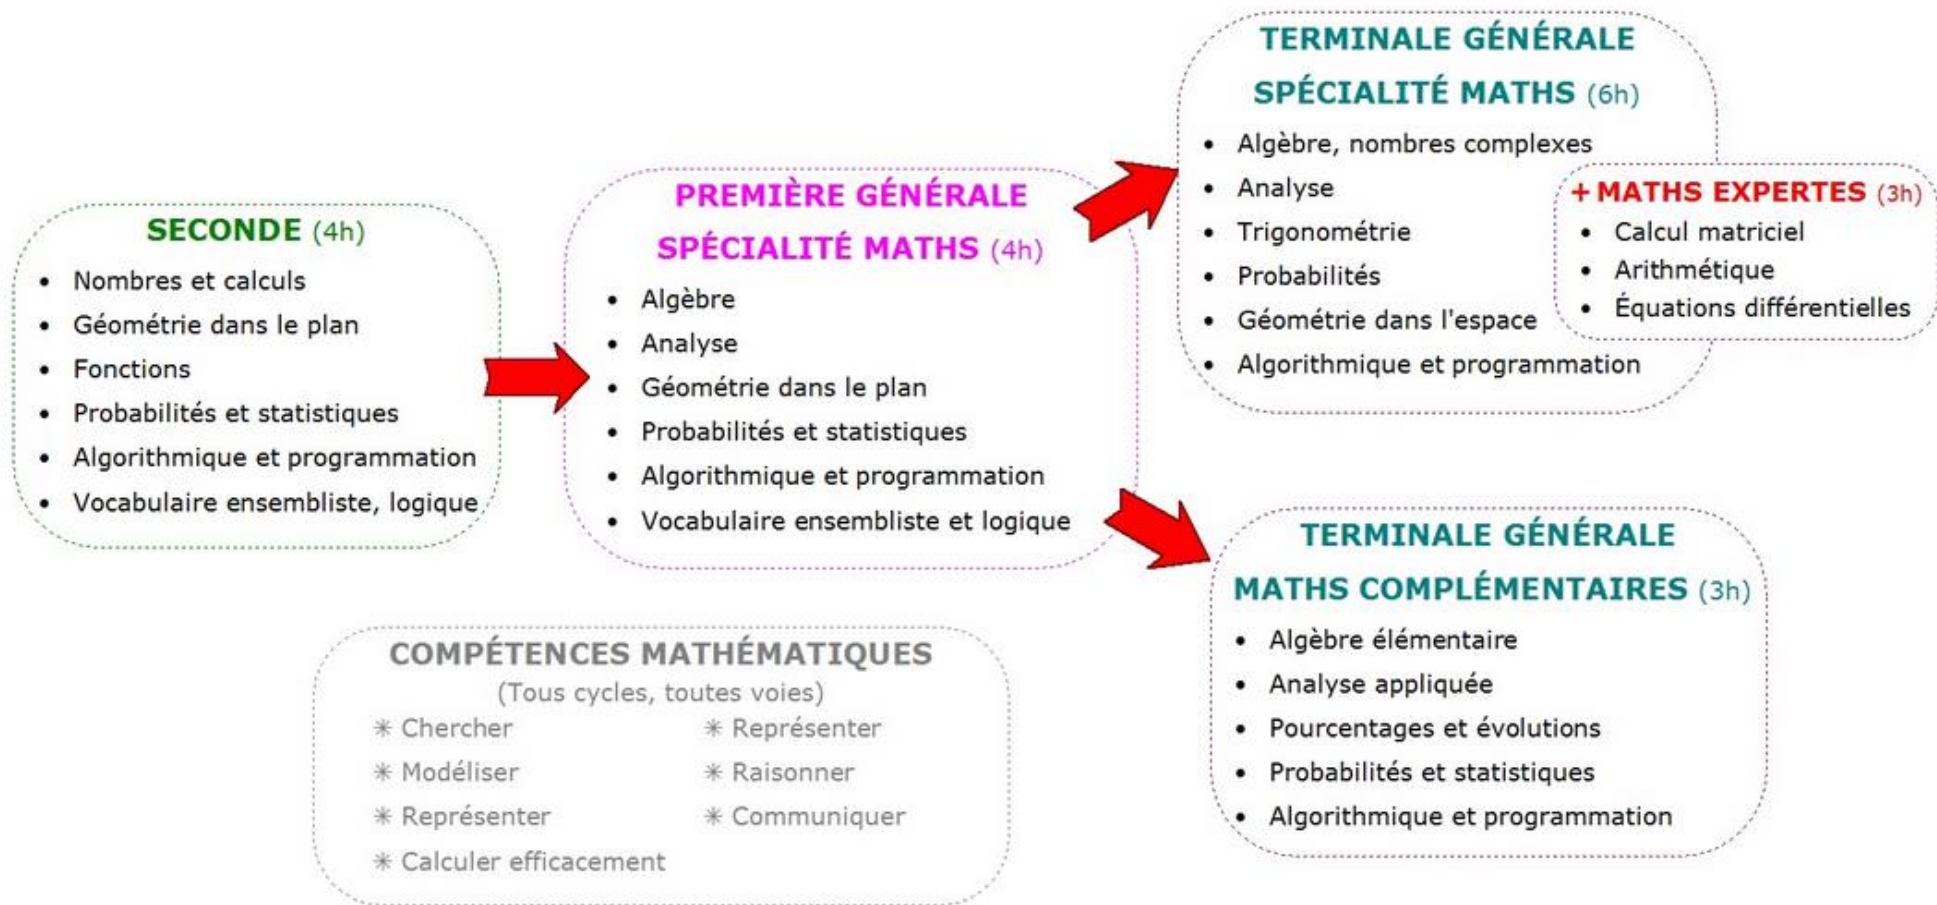 SECONDE (4h)
• Nombres et calculs
• Géométrie dans le plan
• Fonctions
• Probabilités et statistiques
• Algorithmique et programmation
• Vocabulaire ensembliste, logique
PREMIÈRE GÉNÉRALE
SPÉCIALITÉ MATHS (4h)
• Algèbre
• Analyse
• Géométrie dans le plan
• Probabilités et statistiques
• Algorithmique et programmation
• Vocabulaire ensembliste et logique
TERMINALE GÉNÉRALE
SPÉCIALITÉ MATHS (6h)
• Algèbre, nombres complexes
• Analyse
• Trigonométrie
• Probabilités
• Géométrie dans l'espace
• Algorithmique et programmation
+ MATHS EXPERTES (3h)
• Calcul matriciel
• Arithmétique
• Équations différentielles
TERMINALE GÉNÉRALE
MATHS COMPLÉMENTAIRES (3h)
• Algèbre élémentaire
• Analyse appliquée
• Pourcentages et évolutions
• Probabilités et statistiques
• Algorithmique et programmation
COMPÉTENCES MATHÉMATIQUES
(Tous cycles, toutes voies)
✳ Chercher
✳ Modéliser
✳ Représenter
✳ Calculer efficacement
✳ Représenter
✳ Raisonner
✳ Communiquer